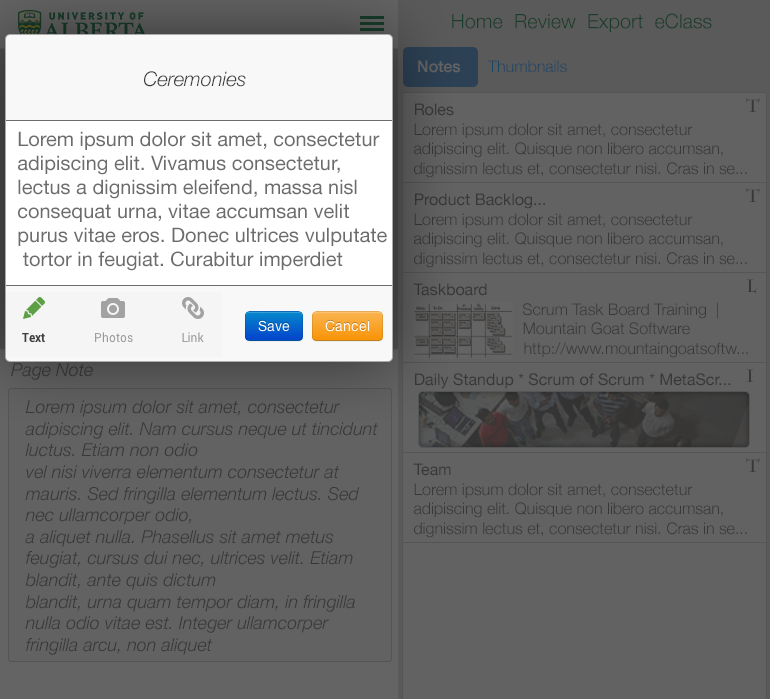 UNIVERSITY OF
ALBERTA
Ceremonies
Lorem ipsum dolor sit amet, consectetur
adipiscing elit. Vivamus consectetur,
lectus a dignissim eleifend, massa nisl
consequat urna, vitae accumsan velit
purus vitae eros. Donec ultrices vulputate
tortor in feugiat. Curabitur imperdiet
Text
Photos
Link
Save
Cancel
Page Note
Lorem ipsum dolor sit amet, consectetur
adipiscing elit. Nam cursus neque ut tincidunt
luctus. Etiam non odio
vel nisi viverra elementum consectetur at
mauris. Sed fringilla elementum lectus. Sed
nec ullamcorper odio,
a aliquet nulla. Phasellus sit amet metus
feugiat, cursus dui nec, ultrices velit. Etiam
blandit, ante quis dictum
blandit, urna quam tempor diam, in fringilla
nulla odio vitae est. Integer ullamcorper
fringilla arcu, non aliquet
Home Review Export eClass
Notes Thumbnails
Roles T
Lorem ipsum dolor sit amet, consectetur
adipiscing elit. Quisque non libero accumsan,
dignissim lectus et, consectetur nisi. Cras in se...
Product Backlog... T
Lorem ipsum dolor sit amet, consectetur
adipiscing elit. Quisque non libero accumsan,
dignissim lectus et, consectetur nisi. Cras in se...
Taskboard L
Scrum Task Board Training |
Mountain Goat Software
http://www.mountaingoatsoftw...
Daily Standup * Scrum of Scrum * MetaScr... I
Team T
Lorem ipsum dolor sit amet, consectetur
adipiscing elit. Quisque non libero accumsan,
dignissim lectus et, consectetur nisi. Cras in se...